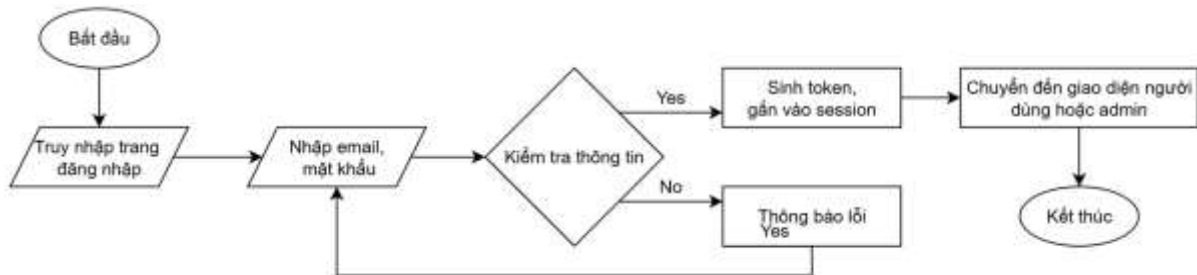 Bắt đầu
Truy nhập trang
đăng nhập
Nhập email,
mật khẩu
Kiểm tra thông tin
Yes
Sinh token,
gắn vào session
Chuyển đến giao diện người
dùng hoặc admin
No
Thông báo lỗi
Yes
Kết thúc